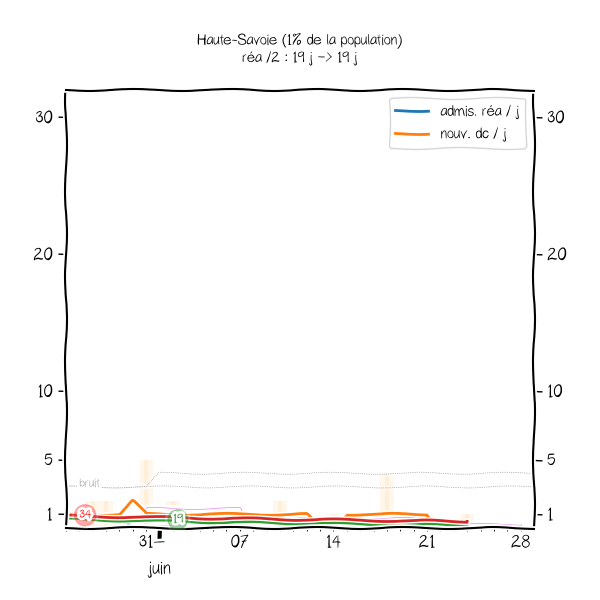 Haute-Savoie (1% de la population)
réa /2 : 19 j -> 19 j
admis. réa / j
nouv. dc / j
30
30
20
20
10
10
5
5
bruit
1
34
19
1
31
07
14
21
28
juin